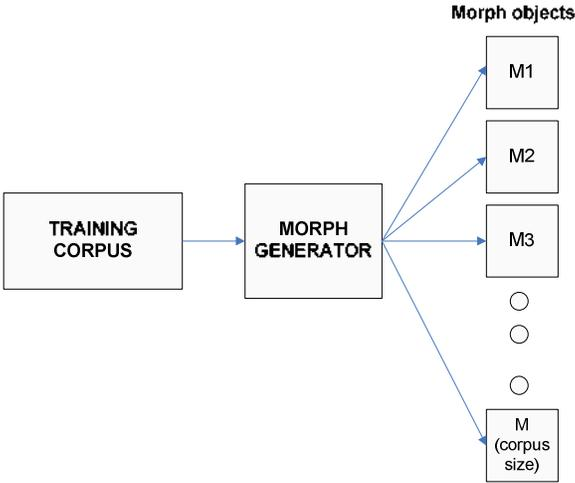 Morph objects
M1
M2
TRAINING
CORPUS
MORPH
GENERATOR
M3
M
(corpus
size)